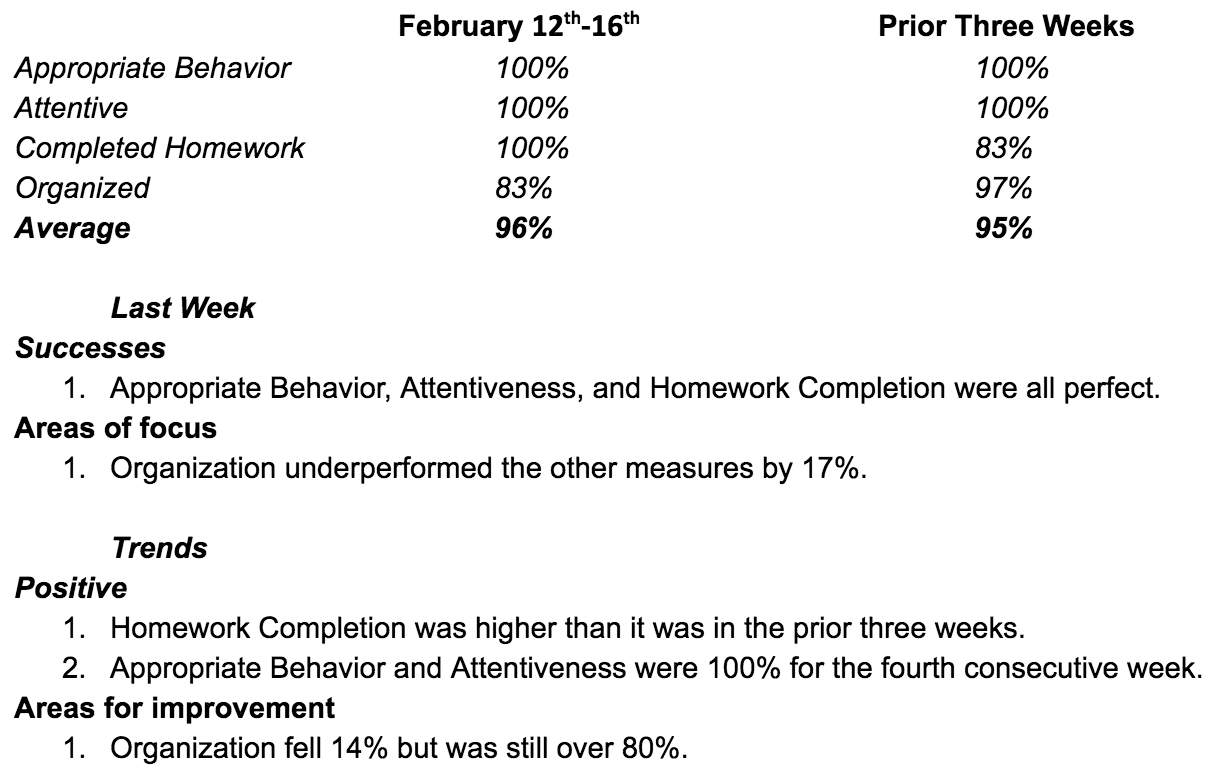 February 12th-16th Prior Three Weeks
Appropriate Behavior 100% 100%
Attentive 100% 100%
Completed Homework 100% 83%
Organized 83% 97%
Average 96% 95%
Last Week
Successes
1. Appropriate Behavior, Attentiveness, and Homework Completion were all perfect.
Areas of focus
1. Organization underperformed the other measures by 17%.
Trends
Positive
1. Homework Completion was higher than it was in the prior three weeks.
2. Appropriate Behavior and Attentiveness were 100% for the fourth consecutive week.
Areas for improvement
1. Organization fell 14% but was still over 80%.